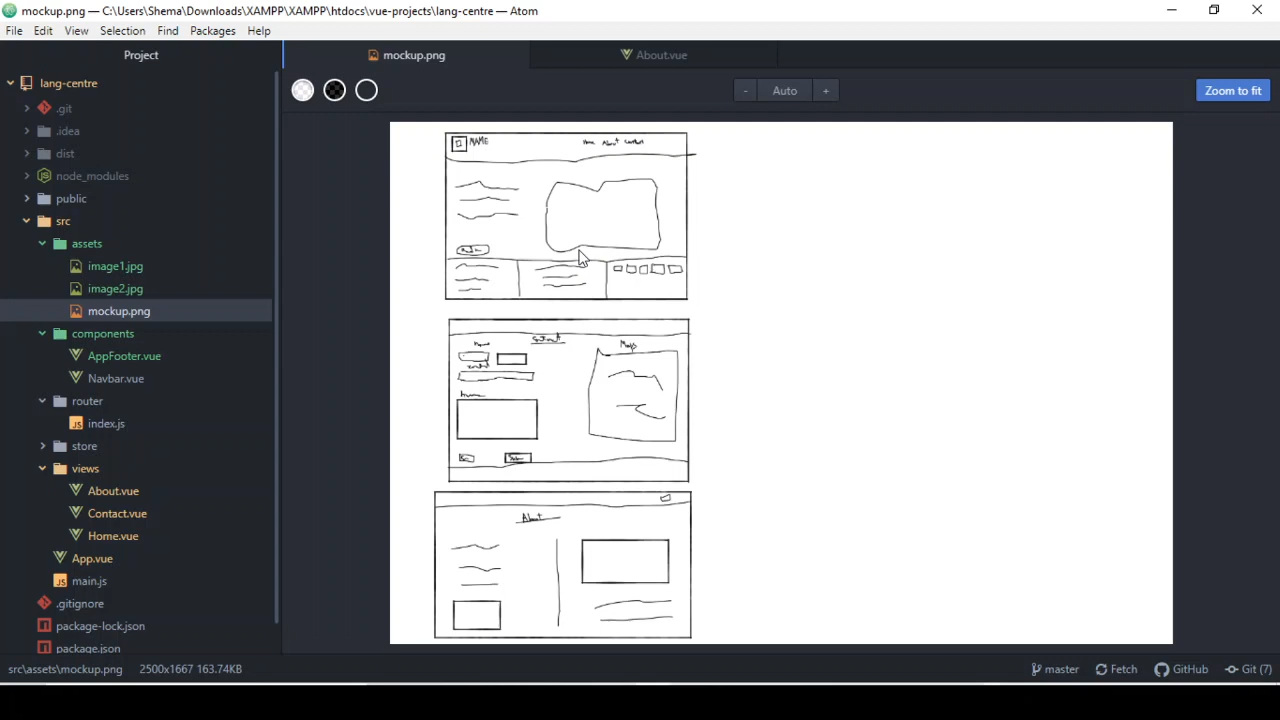 mockup.png — C:\Users\Shema\Downloads\XAMPP\XAMPP\htdocs\vue-projects\lang-centre — Atom
File Edit View Selection Find Packages Help
Project
mockup.png
About.vue
- Auto +
Zoom to fit
lang-centre
.git
.idea
dist
node_modules
public
src
assets
image1.jpg
image2.jpg
mockup.png
components
AppFooter.vue
Navbar.vue
router
index.js
store
views
About.vue
Contact.vue
Home.vue
App.vue
main.js
.gitignore
package-lock.json
package.json
NAME
Home About Contact
About
src\assets\mockup.png 2500x1667 163.74KB
master Fetch GitHub Git (7)